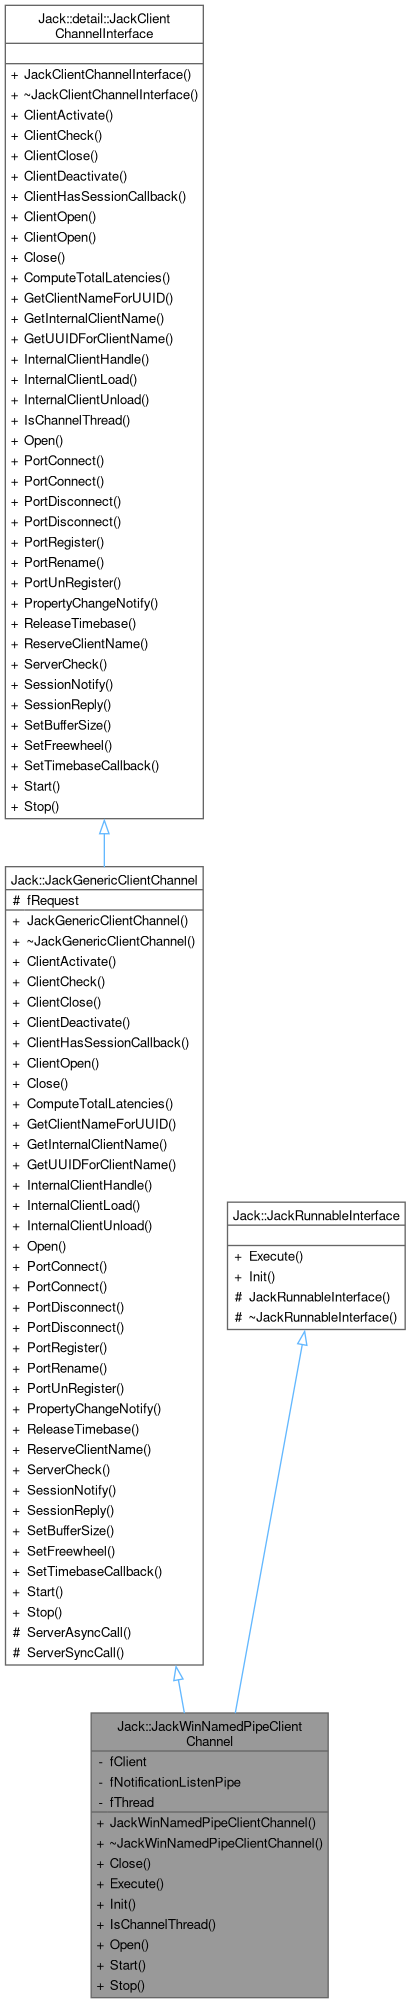 Jack::detail::JackClient
ChannelInterface
+ JackClientChannelInterface()
+ ~JackClientChannelInterface()
+ ClientActivate()
+ ClientCheck()
+ ClientClose()
+ ClientDeactivate()
+ ClientHasSessionCallback()
+ ClientOpen()
+ ClientOpen()
+ Close()
+ ComputeTotalLatencies()
+ GetClientNameForUUID()
+ GetInternalClientName()
+ GetUUIDForClientName()
+ InternalClientHandle()
+ InternalClientLoad()
+ InternalClientUnload()
+ IsChannelThread()
+ Open()
+ PortConnect()
+ PortConnect()
+ PortDisconnect()
+ PortDisconnect()
+ PortRegister()
+ PortRename()
+ PortUnRegister()
+ PropertyChangeNotify()
+ ReleaseTimebase()
+ ReserveClientName()
+ ServerCheck()
+ SessionNotify()
+ SessionReply()
+ SetBufferSize()
+ SetFreewheel()
+ SetTimebaseCallback()
+ Start()
+ Stop()
Jack::JackGenericClientChannel
# fRequest
+ JackGenericClientChannel()
+ ~JackGenericClientChannel()
+ ClientActivate()
+ ClientCheck()
+ ClientClose()
+ ClientDeactivate()
+ ClientHasSessionCallback()
+ ClientOpen()
+ Close()
+ ComputeTotalLatencies()
+ GetClientNameForUUID()
+ GetInternalClientName()
+ GetUUIDForClientName()
+ InternalClientHandle()
+ InternalClientLoad()
+ InternalClientUnload()
+ Open()
+ PortConnect()
+ PortConnect()
+ PortDisconnect()
+ PortDisconnect()
+ PortRegister()
+ PortRename()
+ PortUnRegister()
+ PropertyChangeNotify()
+ ReleaseTimebase()
+ ReserveClientName()
+ ServerCheck()
+ SessionNotify()
+ SessionReply()
+ SetBufferSize()
+ SetFreewheel()
+ SetTimebaseCallback()
+ Start()
+ Stop()
# ServerAsyncCall()
# ServerSyncCall()
Jack::JackRunnableInterface
+ Execute()
+ Init()
# JackRunnableInterface()
# ~JackRunnableInterface()
Jack::JackWinNamedPipeClient
Channel
- fClient
- fNotificationListenPipe
- fThread
+ JackWinNamedPipeClientChannel()
+ ~JackWinNamedPipeClientChannel()
+ Close()
+ Execute()
+ Init()
+ IsChannelThread()
+ Open()
+ Start()
+ Stop()